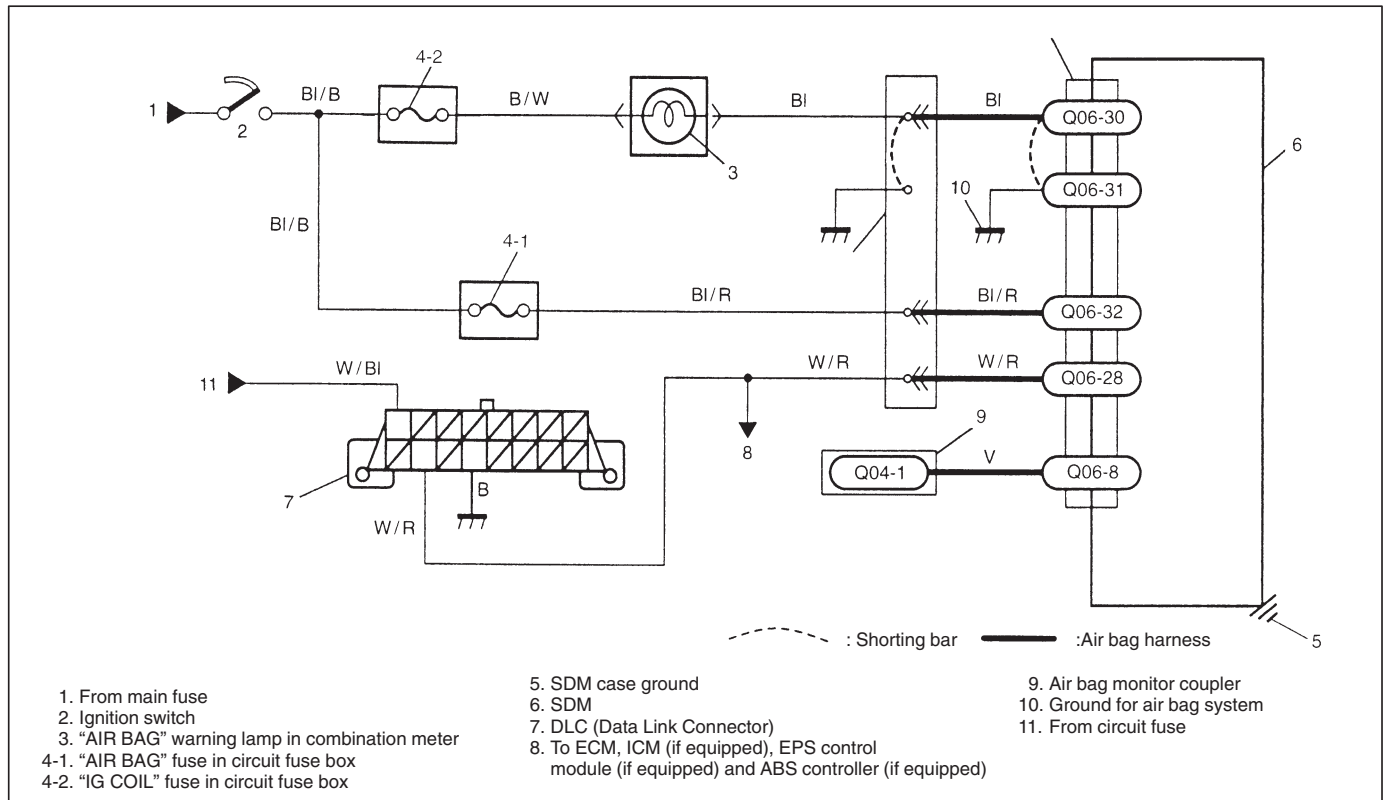 4-2
1
2
Bl/B
B/W
3
Bl
Bl
Q06-30
6
Q06-31
10
Bl/B
4-1
Bl/R
Bl/R
Q06-32
11
W/Bl
W/R
W/R
Q06-28
8
9
Q04-1
V
Q06-8
7
B
W/R
: Shorting bar
:Air bag harness
5
1. From main fuse
2. Ignition switch
3. “AIR BAG” warning lamp in combination meter
4-1. “AIR BAG” fuse in circuit fuse box
4-2. “IG COIL” fuse in circuit fuse box
5. SDM case ground
6. SDM
7. DLC (Data Link Connector)
8. To ECM, ICM (if equipped), EPS control
module (if equipped) and ABS controller (if equipped)
9. Air bag monitor coupler
10. Ground for air bag system
11. From circuit fuse